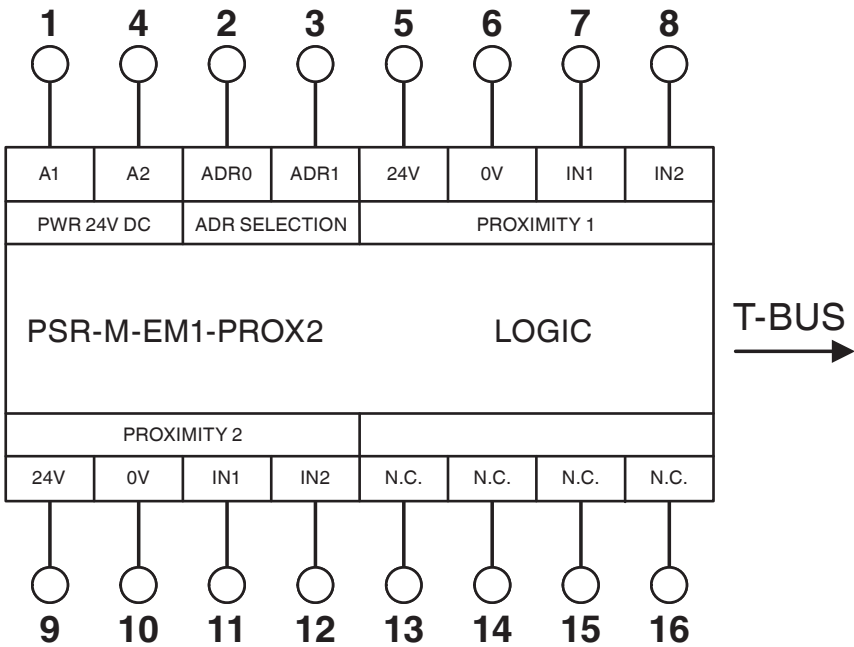 1 4 2 3 5 6 7 8
A1 A2 ADR0 ADR1 24V 0V IN1 IN2
PWR 24V DC ADR SELECTION PROXIMITY 1
PSR-M-EM1-PROX2 LOGIC
T-BUS
PROXIMITY 2
24V 0V IN1 IN2 N.C. N.C. N.C. N.C.
9 10 11 12 13 14 15 16